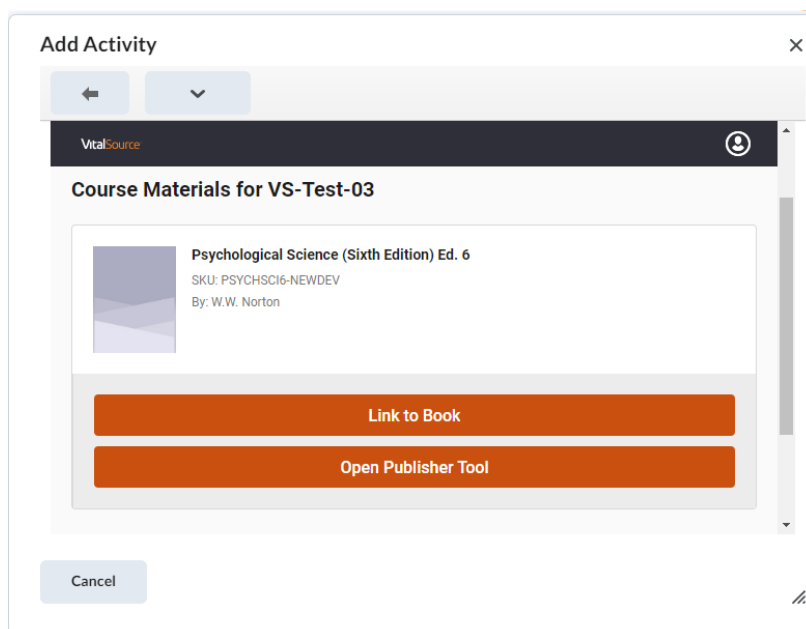 Add Activity
VitalSource
Course Materials for VS-Test-03
Psychological Science (Sixth Edition) Ed. 6
SKU: PSYCHSCI6-NEWDEV
By: W.W. Norton
Link to Book
Open Publisher Tool
Cancel